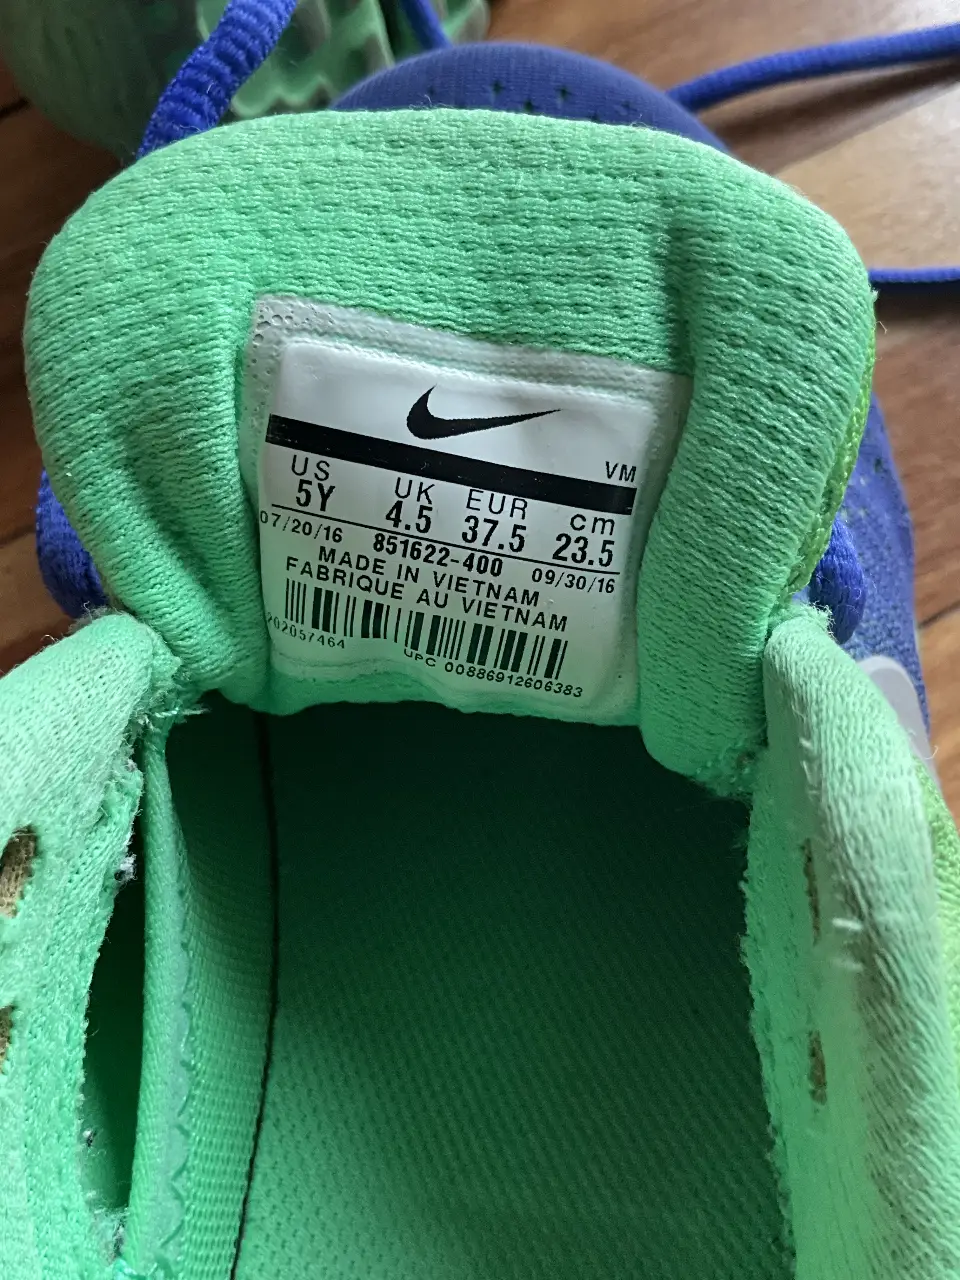 VM
US UK EUR cm
5Y 4.5 37.5 23.5
07/20/16 851622-400 09/30/16
MADE IN VIETNAM
FABRIQUE AU VIETNAM
202057464 UPC 00886912606383